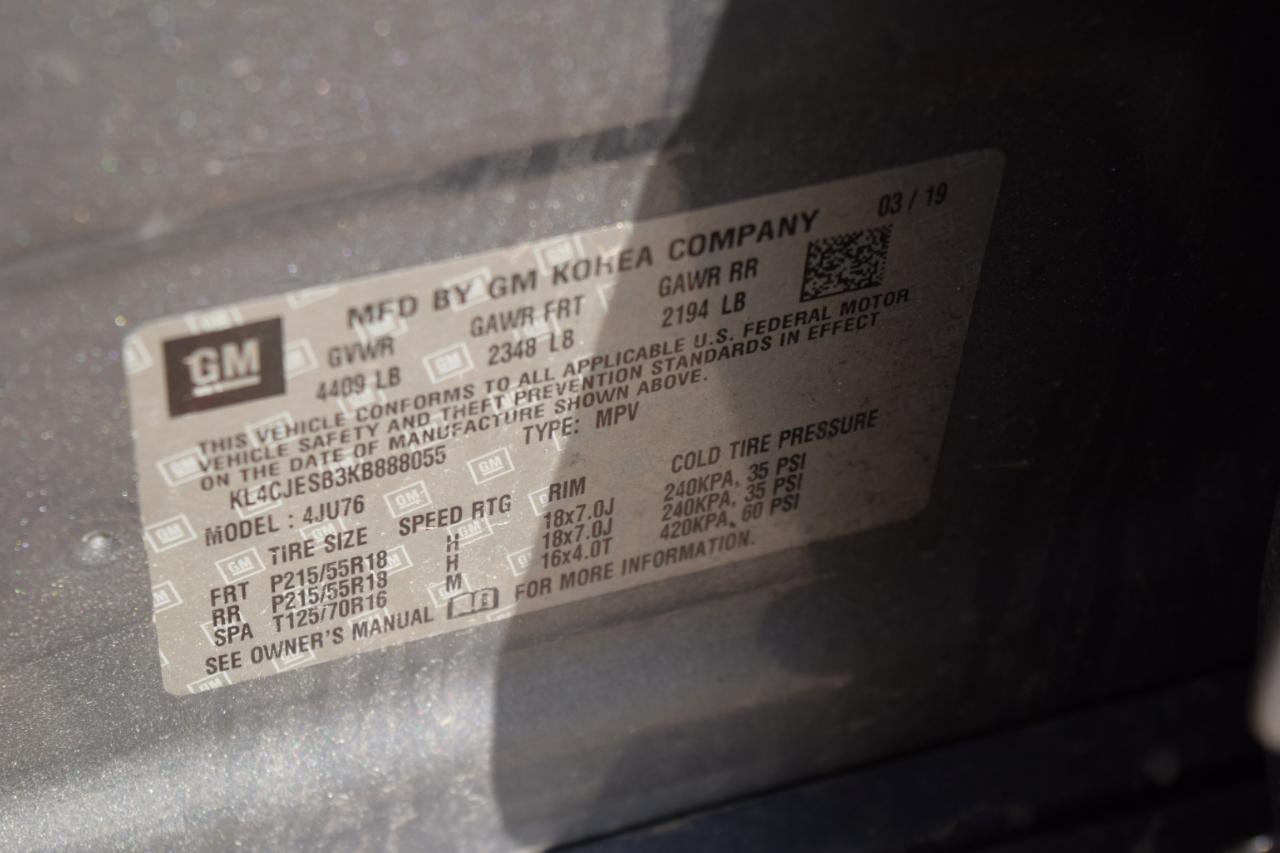 GM
MFD BY GM KOREA COMPANY 03 / 19
GVWR GAWR FRT GAWR RR
4409 LB 2348 LB 2194 LB
THIS VEHICLE CONFORMS TO ALL APPLICABLE U.S. FEDERAL MOTOR
VEHICLE SAFETY AND THEFT PREVENTION STANDARDS IN EFFECT
ON THE DATE OF MANUFACTURE SHOWN ABOVE.
KL4CJESB3KB888055 TYPE: MPV
MODEL : 4JU76
TIRE SIZE SPEED RTG RIM COLD TIRE PRESSURE
FRT P215/55R18 H 18x7.0J 240KPA, 35 PSI
RR P215/55R18 H 18x7.0J 240KPA, 35 PSI
SPA T125/70R16 M 16x4.0T 420KPA, 60 PSI
SEE OWNER'S MANUAL FOR MORE INFORMATION.